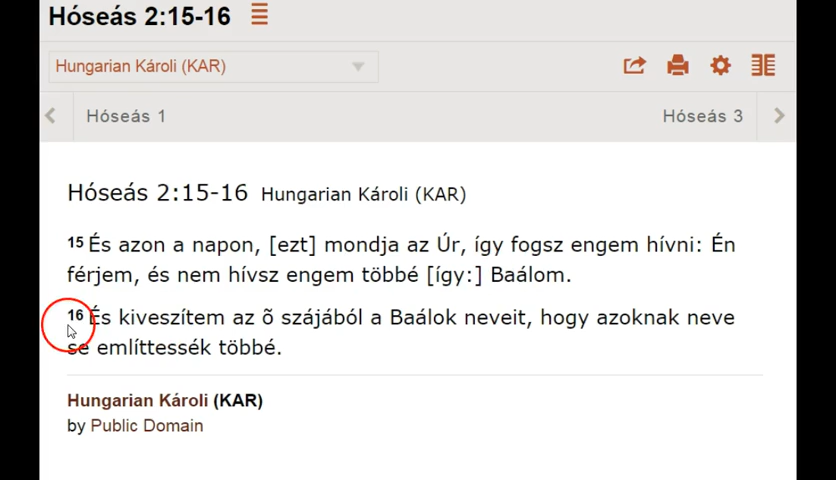 Hóseás 2:15-16
Hungarian Károli (KAR)
Hóseás 1
Hóseás 3
Hóseás 2:15-16 Hungarian Károli (KAR)
15 És azon a napon, [ezt] mondja az Úr, így fogsz engem hívni: Én
férjem, és nem hívsz engem többé [így:] Baálom.
16 És kiveszítem az õ szájából a Baálok neveit, hogy azoknak neve
se említtessék többé.
Hungarian Károli (KAR)
by Public Domain